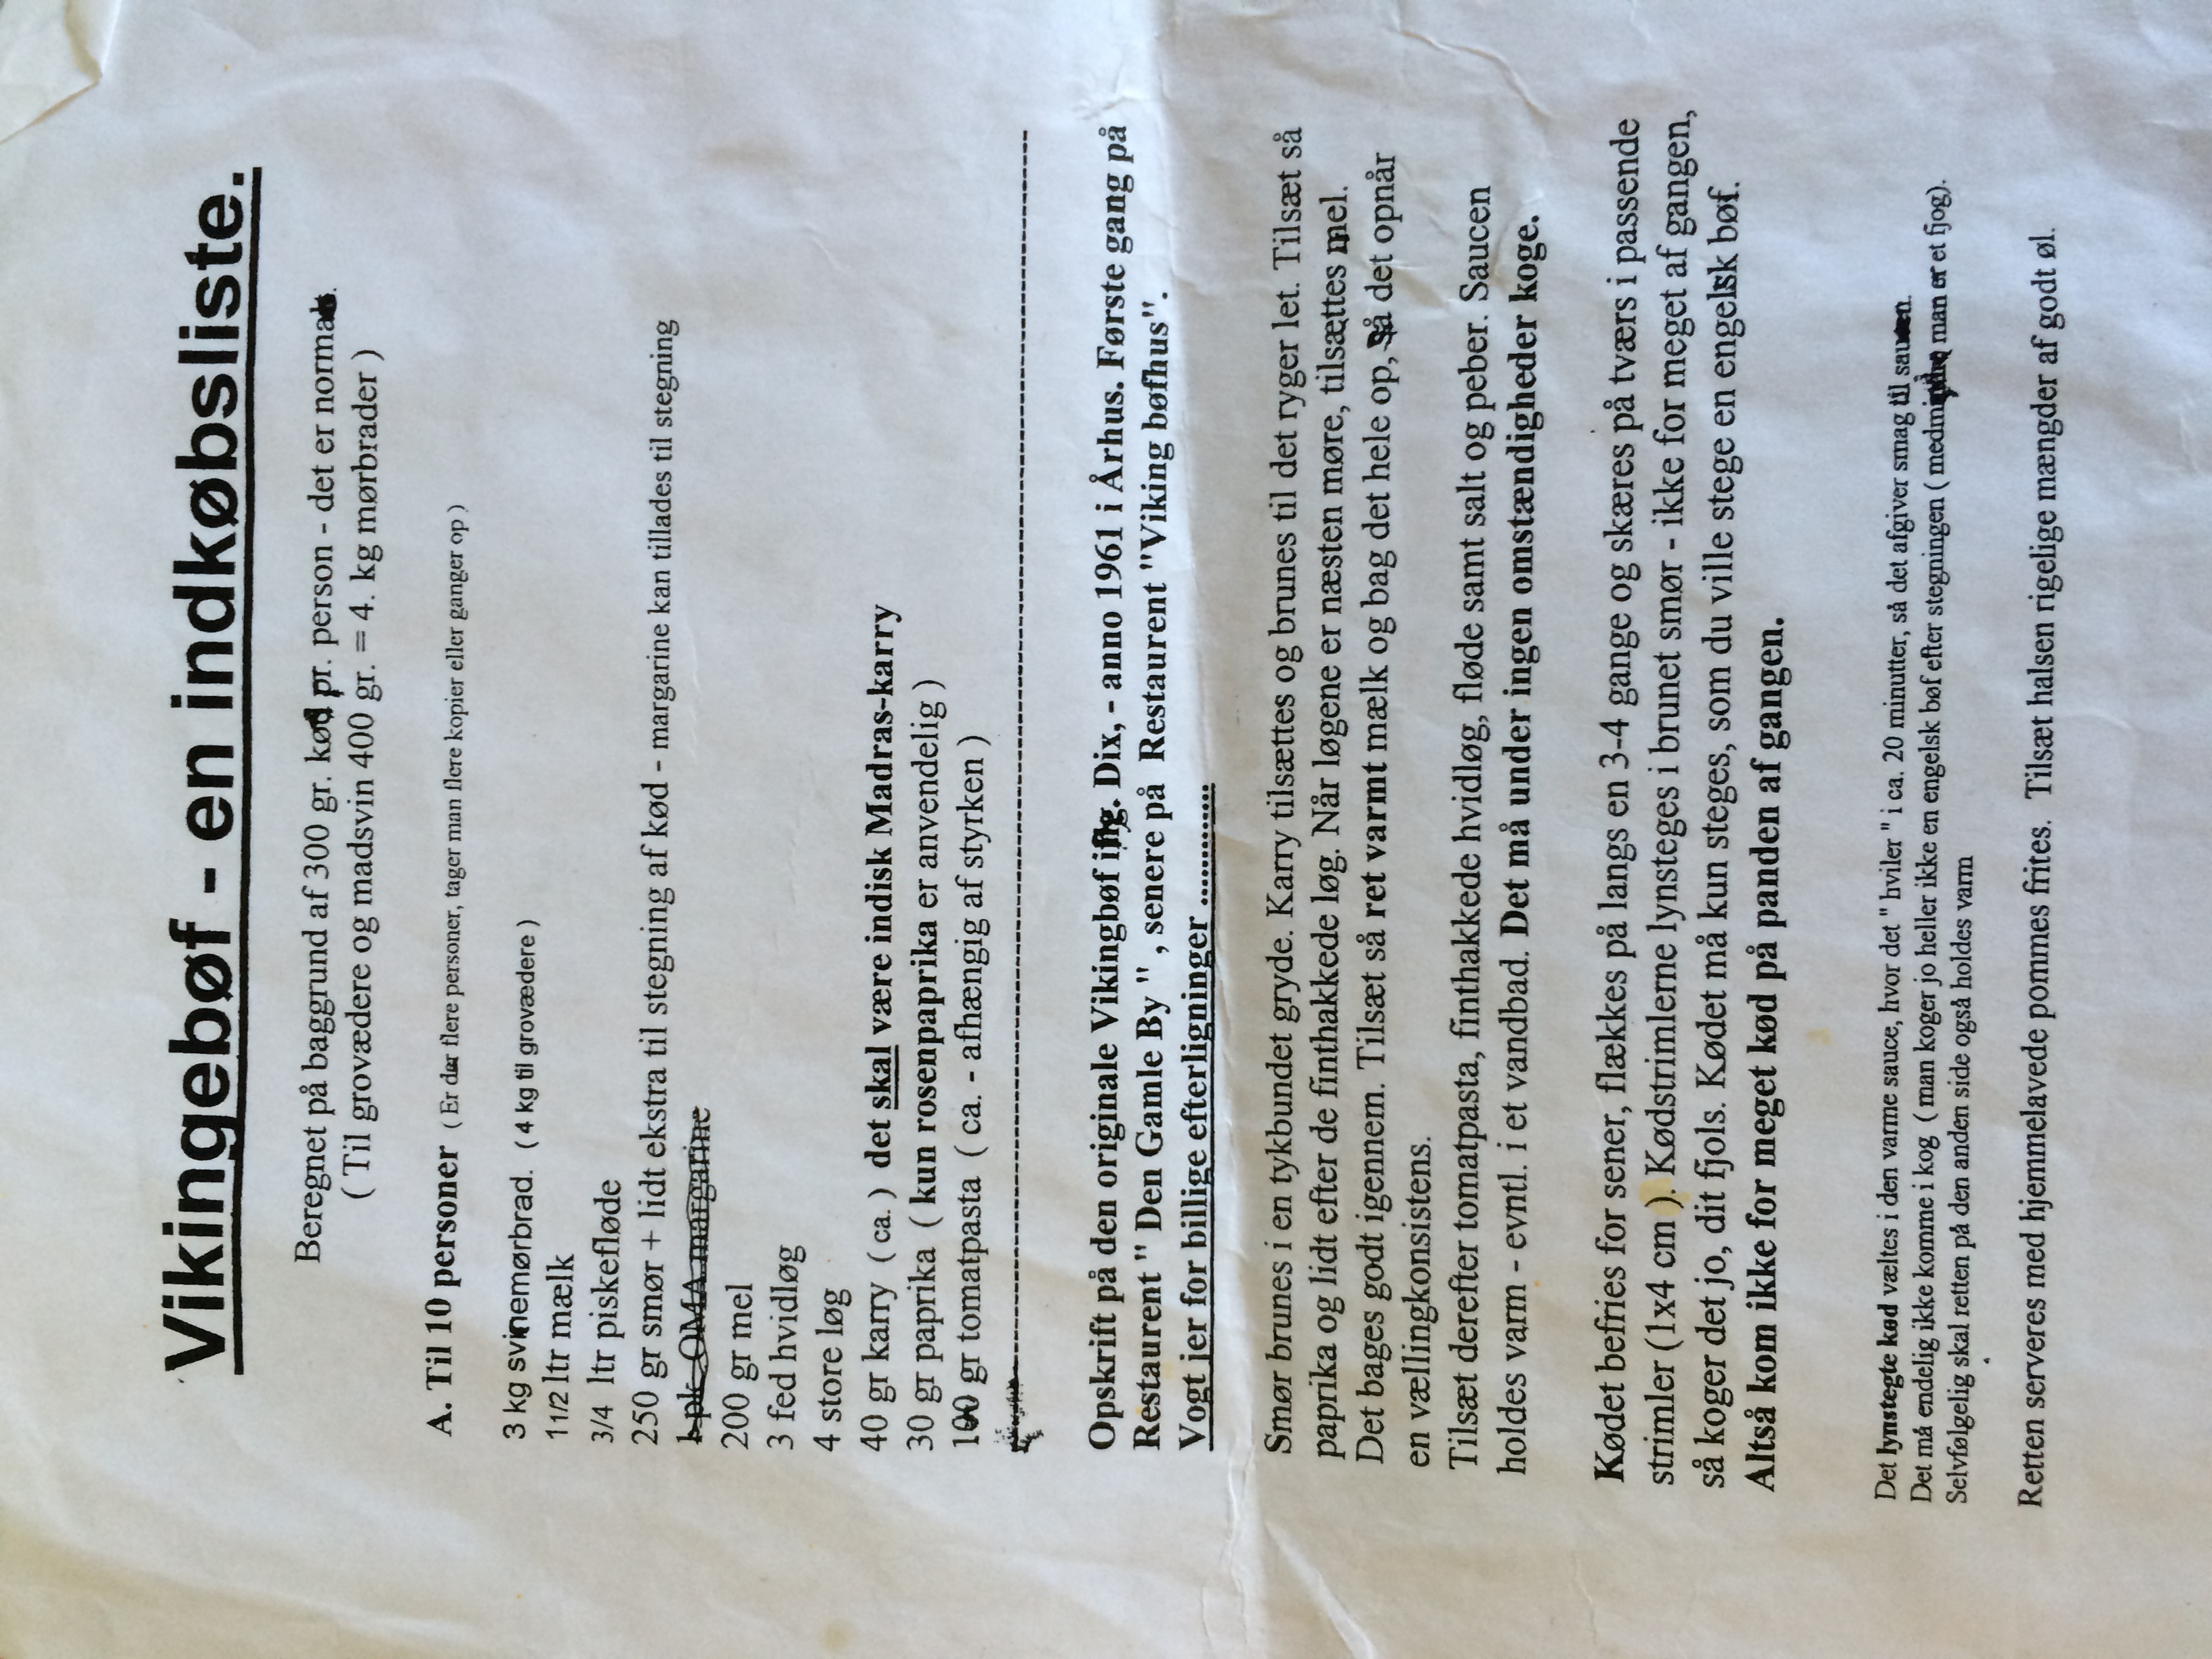 Vikingebøf - en indkøbsliste.
Beregnet på baggrund af 300 gr. kød pr. person - det er normalt.
( Til grovædere og madsvin 400 gr. = 4. kg mørbrader )
A. Til 10 personer ( Er der flere personer, tager man flere kopier eller ganger op )
3 kg svinemørbrad. ( 4 kg til grovædere )
1 1/2 ltr mælk
3/4 ltr piskefløde
250 gr smør + lidt ekstra til stegning af kød - margarine kan tillades til stegning
1 pk OMA margarine
200 gr mel
3 fed hvidløg
4 store løg
40 gr karry ( ca. ) det skal være indisk Madras-karry
30 gr paprika ( kun rosenpaprika er anvendelig )
100 gr tomatpasta ( ca. - afhængig af styrken )
Opskrift på den originale Vikingbøf iflg. Dix, - anno 1961 i Århus. Første gang på
Restaurent " Den Gamle By " , senere på Restaurent "Viking bøfhus".
Vogt jer for billige efterligninger .............
Smør brunes i en tykbundet gryde. Karry tilsættes og brunes til det ryger let. Tilsæt så
paprika og lidt efter de finthakkede løg. Når løgene er næsten møre, tilsættes mel.
Det bages godt igennem. Tilsæt så ret varmt mælk og bag det hele op, så det opnår
en vællingkonsistens.
Tilsæt derefter tomatpasta, finthakkede hvidløg, fløde samt salt og peber. Saucen
holdes varm - evntl. i et vandbad. Det må under ingen omstændigheder koge.
Kødet befries for sener, flækkes på langs en 3-4 gange og skæres på tværs i passende
strimler (1x4 cm ). Kødstrimlerne lynsteges i brunet smør - ikke for meget af gangen,
så koger det jo, dit fjols. Kødet må kun steges, som du ville stege en engelsk bøf.
Altså kom ikke for meget kød på panden af gangen.
Det lynstegte kød væltes i den varme sauce, hvor det " hviler " i ca. 20 minutter, så det afgiver smag til saucen.
Det må endelig ikke komme i kog ( man koger jo heller ikke en engelsk bøf efter stegningen ( medmindre man er et fjog).
Selvfølgelig skal retten på den anden side også holdes varm
Retten serveres med hjemmelavede pommes frites. Tilsæt halsen rigelige mængder af godt øl.